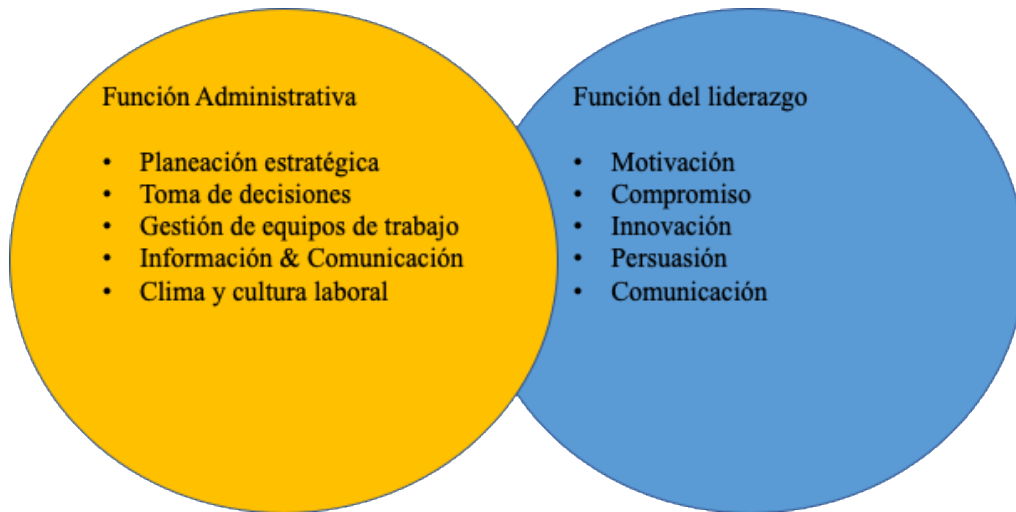 Función Administrativa
• Planeación estratégica
• Toma de decisiones
• Gestión de equipos de trabajo
• Información & Comunicación
• Clima y cultura laboral
Función del liderazgo
• Motivación
• Compromiso
• Innovación
• Persuasión
• Comunicación